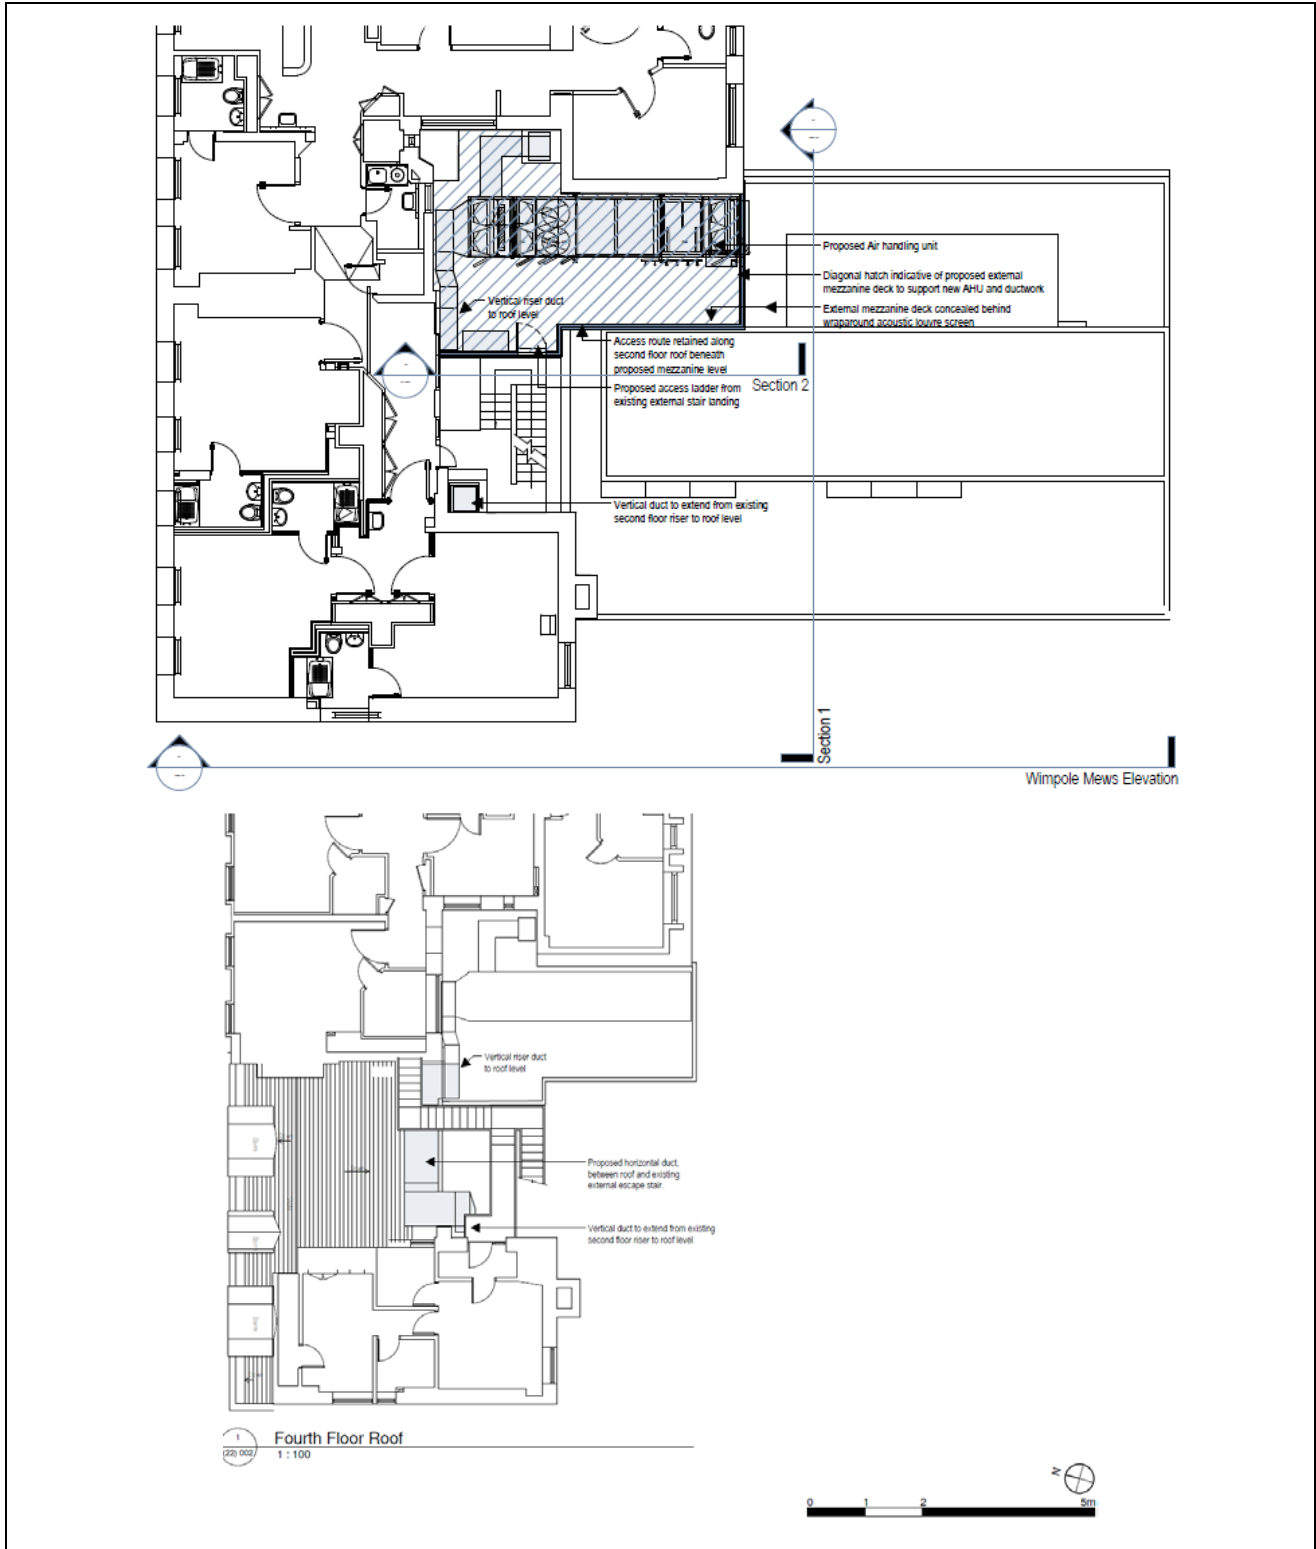 Proposed Air handling unit
Diagonal hatch indicative of proposed external
mezzanine deck to support new AHU and ductwork
External mezzanine deck concealed behind
wraparound acoustic louvre screen
Vertical riser duct
to roof level
Access route retained along
second floor roof beneath
proposed mezzanine level
Section 2
Proposed access ladder from
existing external stair landing
Vertical duct to extend from existing
second floor riser to roof level
Section 1
Wimpole Mews Elevation
Vertical riser duct
to roof level
Proposed horizontal duct,
between roof and existing
external escape stair.
Vertical duct to extend from existing
second floor riser to roof level
1
(22) 002
Fourth Floor Roof
1 : 100
N
0 1 2 5m